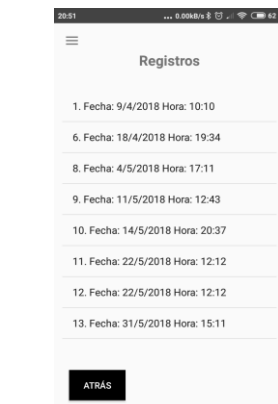 20:51 ... 0.00kB/s 62
Registros
1. Fecha: 9/4/2018 Hora: 10:10
6. Fecha: 18/4/2018 Hora: 19:34
8. Fecha: 4/5/2018 Hora: 17:11
9. Fecha: 11/5/2018 Hora: 12:43
10. Fecha: 14/5/2018 Hora: 20:37
11. Fecha: 22/5/2018 Hora: 12:12
12. Fecha: 22/5/2018 Hora: 12:12
13. Fecha: 31/5/2018 Hora: 15:11
ATRÁS